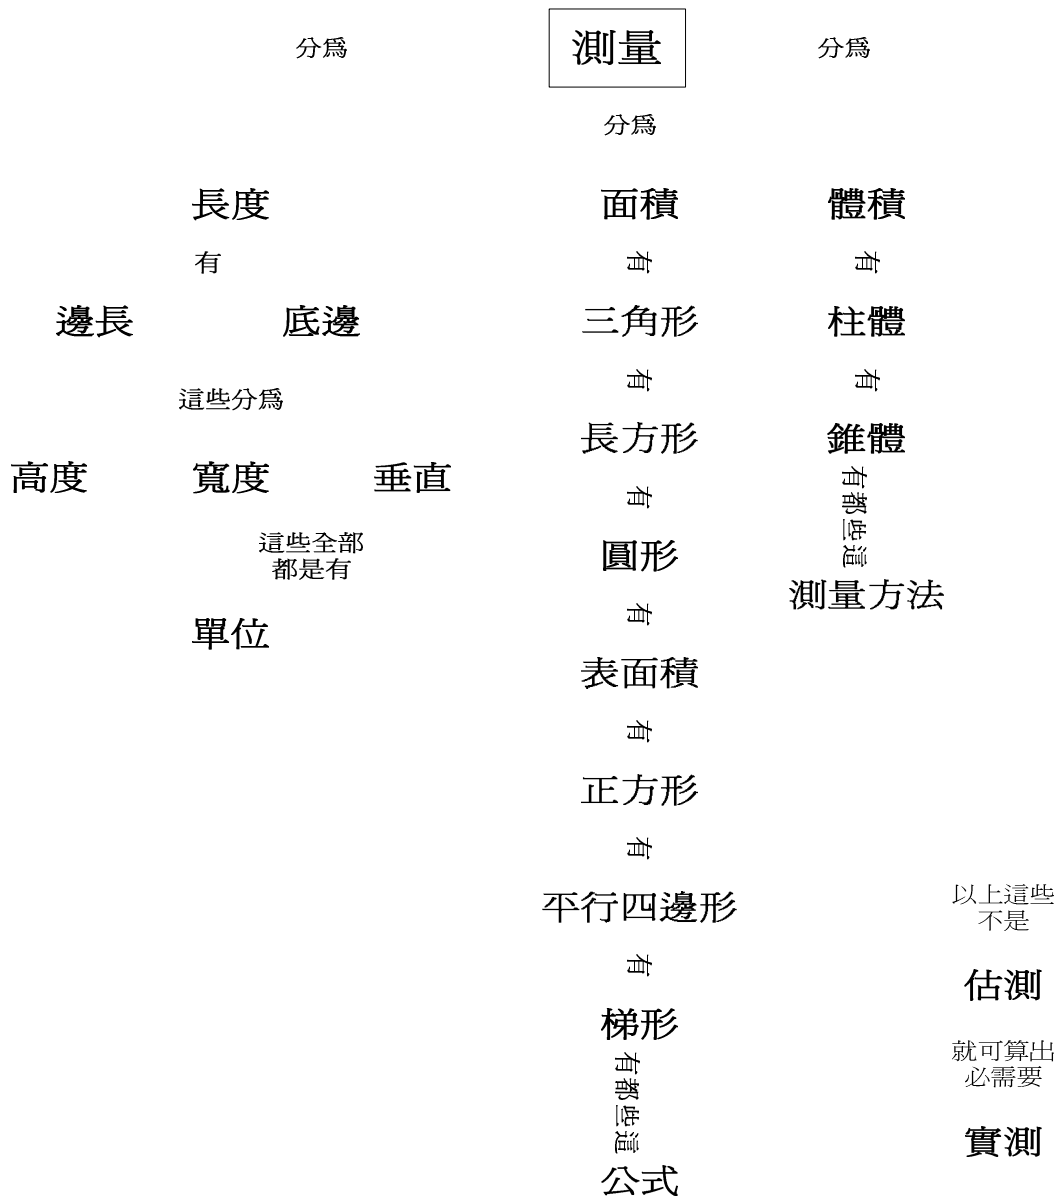 分爲
測量
分爲
分爲
長度
面積
體積
有
有
有
邊長
底邊
三角形
柱體
有
有
這些分爲
長方形
錐體
高度
寬度
垂直
有
有都些這
這些全部
都是有
圓形
測量方法
有
單位
表面積
有
正方形
有
平行四邊形
以上這些
不是
有
估測
梯形
就可算出
必需要
有都些這
實測
公式